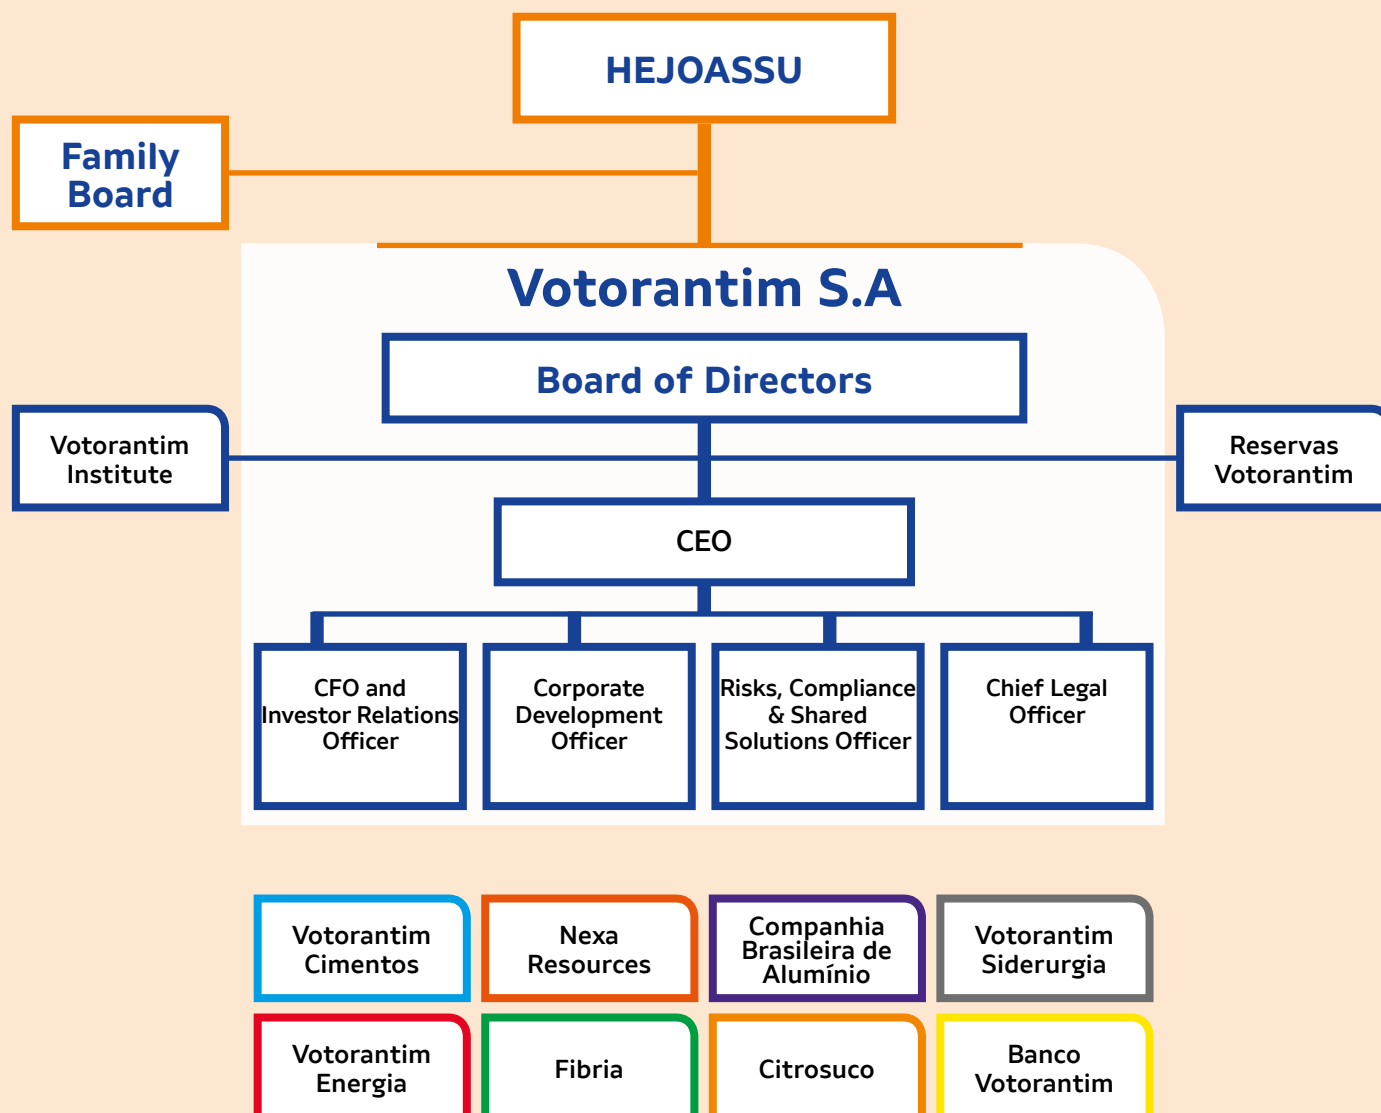 HEJOASSU
Family
Board
Votorantim S.A
Board of Directors
Votorantim
Institute
Reservas
Votorantim
CEO
CFO and
Investor Relations
Officer
Corporate
Development
Officer
Risks, Compliance
& Shared
Solutions Officer
Chief Legal
Officer
Votorantim
Cimentos
Nexa
Resources
Companhia
Brasileira de
Alumínio
Votorantim
Siderurgia
Votorantim
Energia
Fibria
Citrosuco
Banco
Votorantim